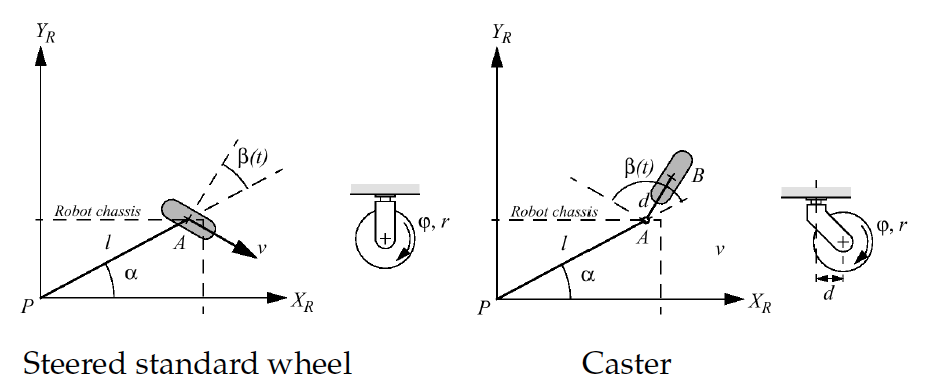 Y_R
β(t)
Robot chassis
A
v
l
α
P
X_R
φ, r
Steered standard wheel
Y_R
β(t)
B
d
Robot chassis
A
l
v
α
P
X_R
φ, r
d
Caster